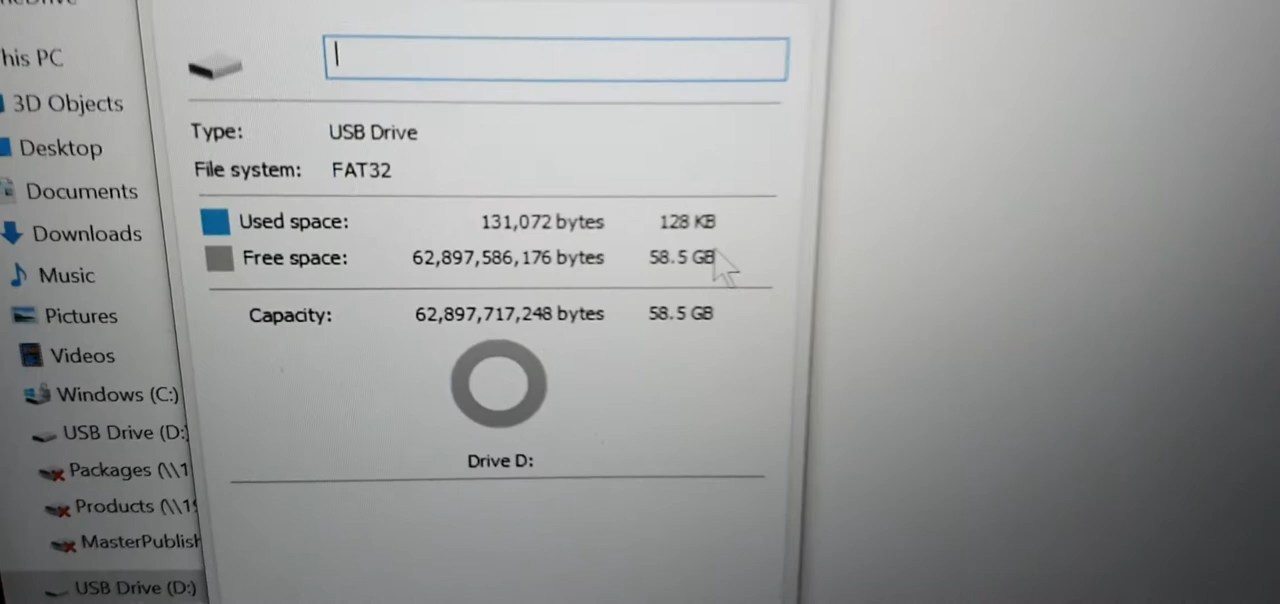 his PC
3D Objects
Desktop
Documents
Downloads
Music
Pictures
Videos
Windows (C:)
USB Drive (D:)
Packages (\\1
Products (\\19
MasterPublish
USB Drive (D:)
Type: USB Drive
File system: FAT32
Used space: 131,072 bytes 128 KB
Free space: 62,897,586,176 bytes 58.5 GB
Capacity: 62,897,717,248 bytes 58.5 GB
Drive D: